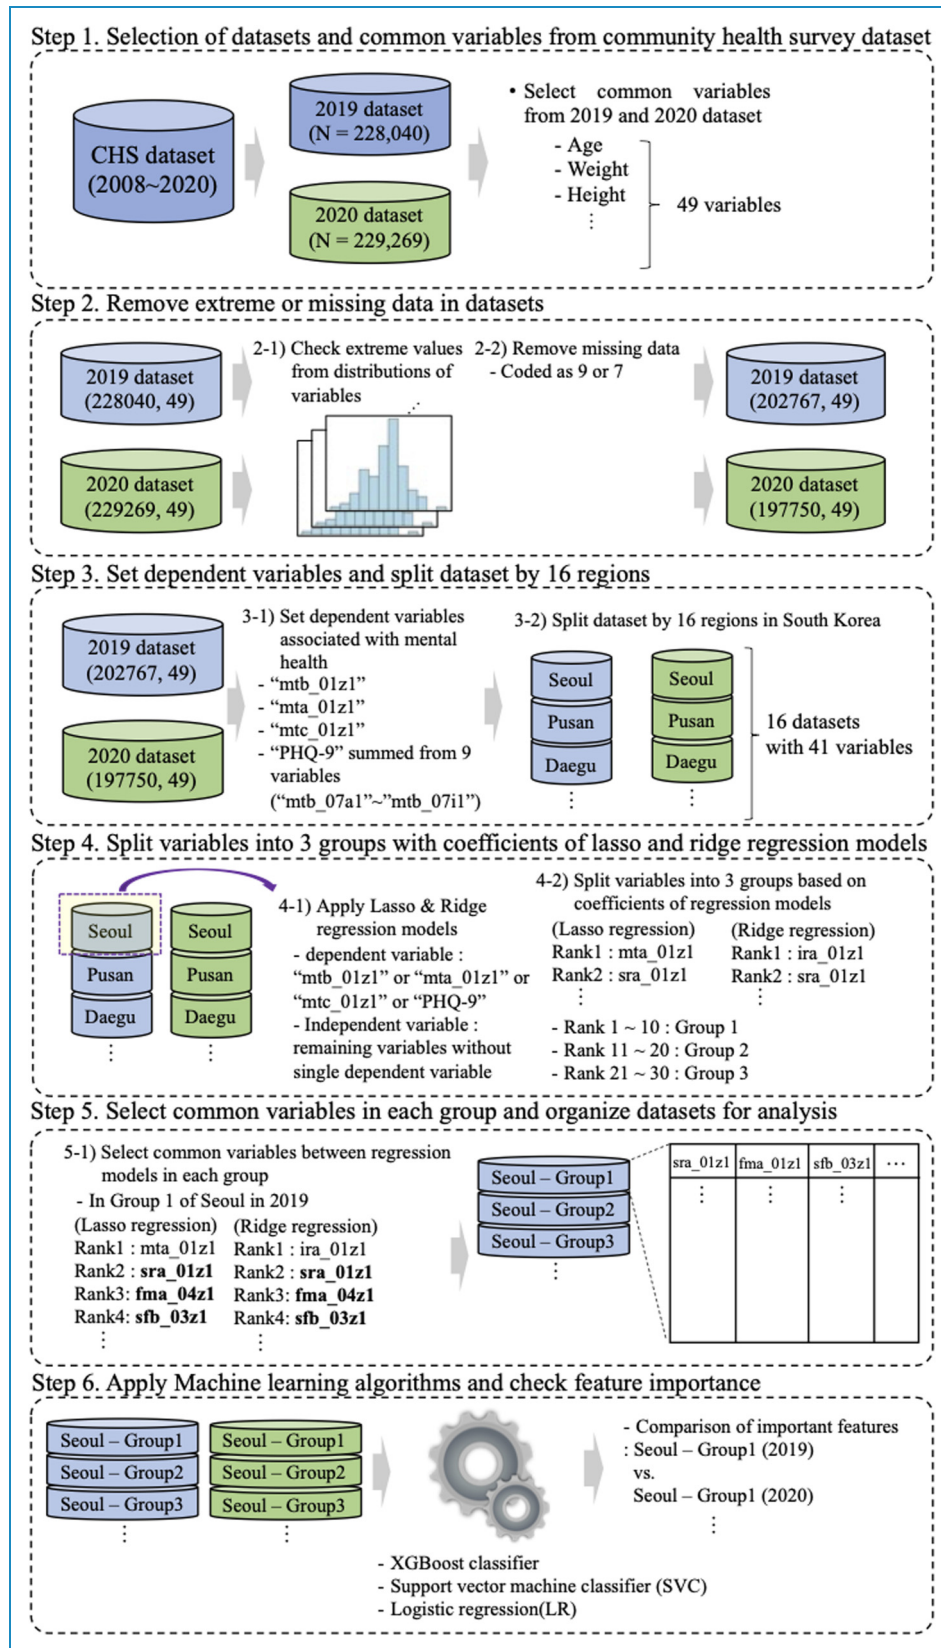 Step 1. Selection of datasets and common variables from community health survey dataset
CHS dataset
(2008~2020)
2019 dataset
(N = 228,040)
2020 dataset
(N = 229,269)
• Select common variables
from 2019 and 2020 dataset
- Age
- Weight
- Height
⋮
49 variables
Step 2. Remove extreme or missing data in datasets
2019 dataset
(228040, 49)
2020 dataset
(229269, 49)
2-1) Check extreme values
from distributions of
variables
2-2) Remove missing data
- Coded as 9 or 7
2019 dataset
(202767, 49)
2020 dataset
(197750, 49)
Step 3. Set dependent variables and split dataset by 16 regions
2019 dataset
(202767, 49)
2020 dataset
(197750, 49)
3-1) Set dependent variables
associated with mental
health
- “mtb_01z1”
- “mta_01z1”
- “mtc_01z1”
- “PHQ-9” summed from 9
variables
(“mtb_07a1”~”mtb_07i1”)
3-2) Split dataset by 16 regions in South Korea
Seoul
Pusan
Daegu
⋮
Seoul
Pusan
Daegu
⋮
16 datasets
with 41 variables
Step 4. Split variables into 3 groups with coefficients of lasso and ridge regression models
Seoul
Pusan
Daegu
⋮
Seoul
Pusan
Daegu
⋮
4-1) Apply Lasso & Ridge
regression models
- dependent variable :
“mtb_01z1” or “mta_01z1” or
“mtc_01z1” or “PHQ-9”
- Independent variable :
remaining variables without
single dependent variable
4-2) Split variables into 3 groups based on
coefficients of regression models
(Lasso regression)
Rank1 : mta_01z1
Rank2 : sra_01z1
⋮
(Ridge regression)
Rank1 : ira_01z1
Rank2 : sra_01z1
⋮
- Rank 1 ~ 10 : Group 1
- Rank 11 ~ 20 : Group 2
- Rank 21 ~ 30 : Group 3
Step 5. Select common variables in each group and organize datasets for analysis
5-1) Select common variables between regression
models in each group
- In Group 1 of Seoul in 2019
(Lasso regression)
Rank1 : mta_01z1
Rank2 : sra_01z1
Rank3: fma_04z1
Rank4: sfb_03z1
⋮
(Ridge regression)
Rank1 : ira_01z1
Rank2 : sra_01z1
Rank3: fma_04z1
Rank4: sfb_03z1
⋮
Seoul – Group1
Seoul – Group2
Seoul – Group3
⋮
sra_01z1 fma_01z1 sfb_03z1 ⋯
⋮ ⋮ ⋮
Step 6. Apply Machine learning algorithms and check feature importance
Seoul – Group1
Seoul – Group2
Seoul – Group3
⋮
Seoul – Group1
Seoul – Group2
Seoul – Group3
⋮
- XGBoost classifier
- Support vector machine classifier (SVC)
- Logistic regression(LR)
- Comparison of important features
: Seoul – Group1 (2019)
vs.
Seoul – Group1 (2020)
⋮